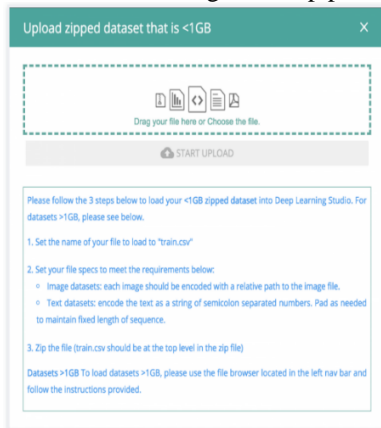 Upload zipped dataset that is <1GB X
Drag your file here or Choose the file.
START UPLOAD
Please follow the 3 steps below to load your <1GB zipped dataset into Deep Learning Studio. For
datasets >1GB, please see below.
1. Set the name of your file to load to "train.csv"
2. Set your file specs to meet the requirements below:
Image datasets: each image should be encoded with a relative path to the image file.
Text datasets: encode the text as a string of semicolon separated numbers. Pad as needed
to maintain fixed length of sequence.
3. Zip the file (train.csv should be at the top level in the zip file)
Datasets >1GB To load datasets >1GB, please use the file browser located in the left nav bar and
follow the instructions provided.